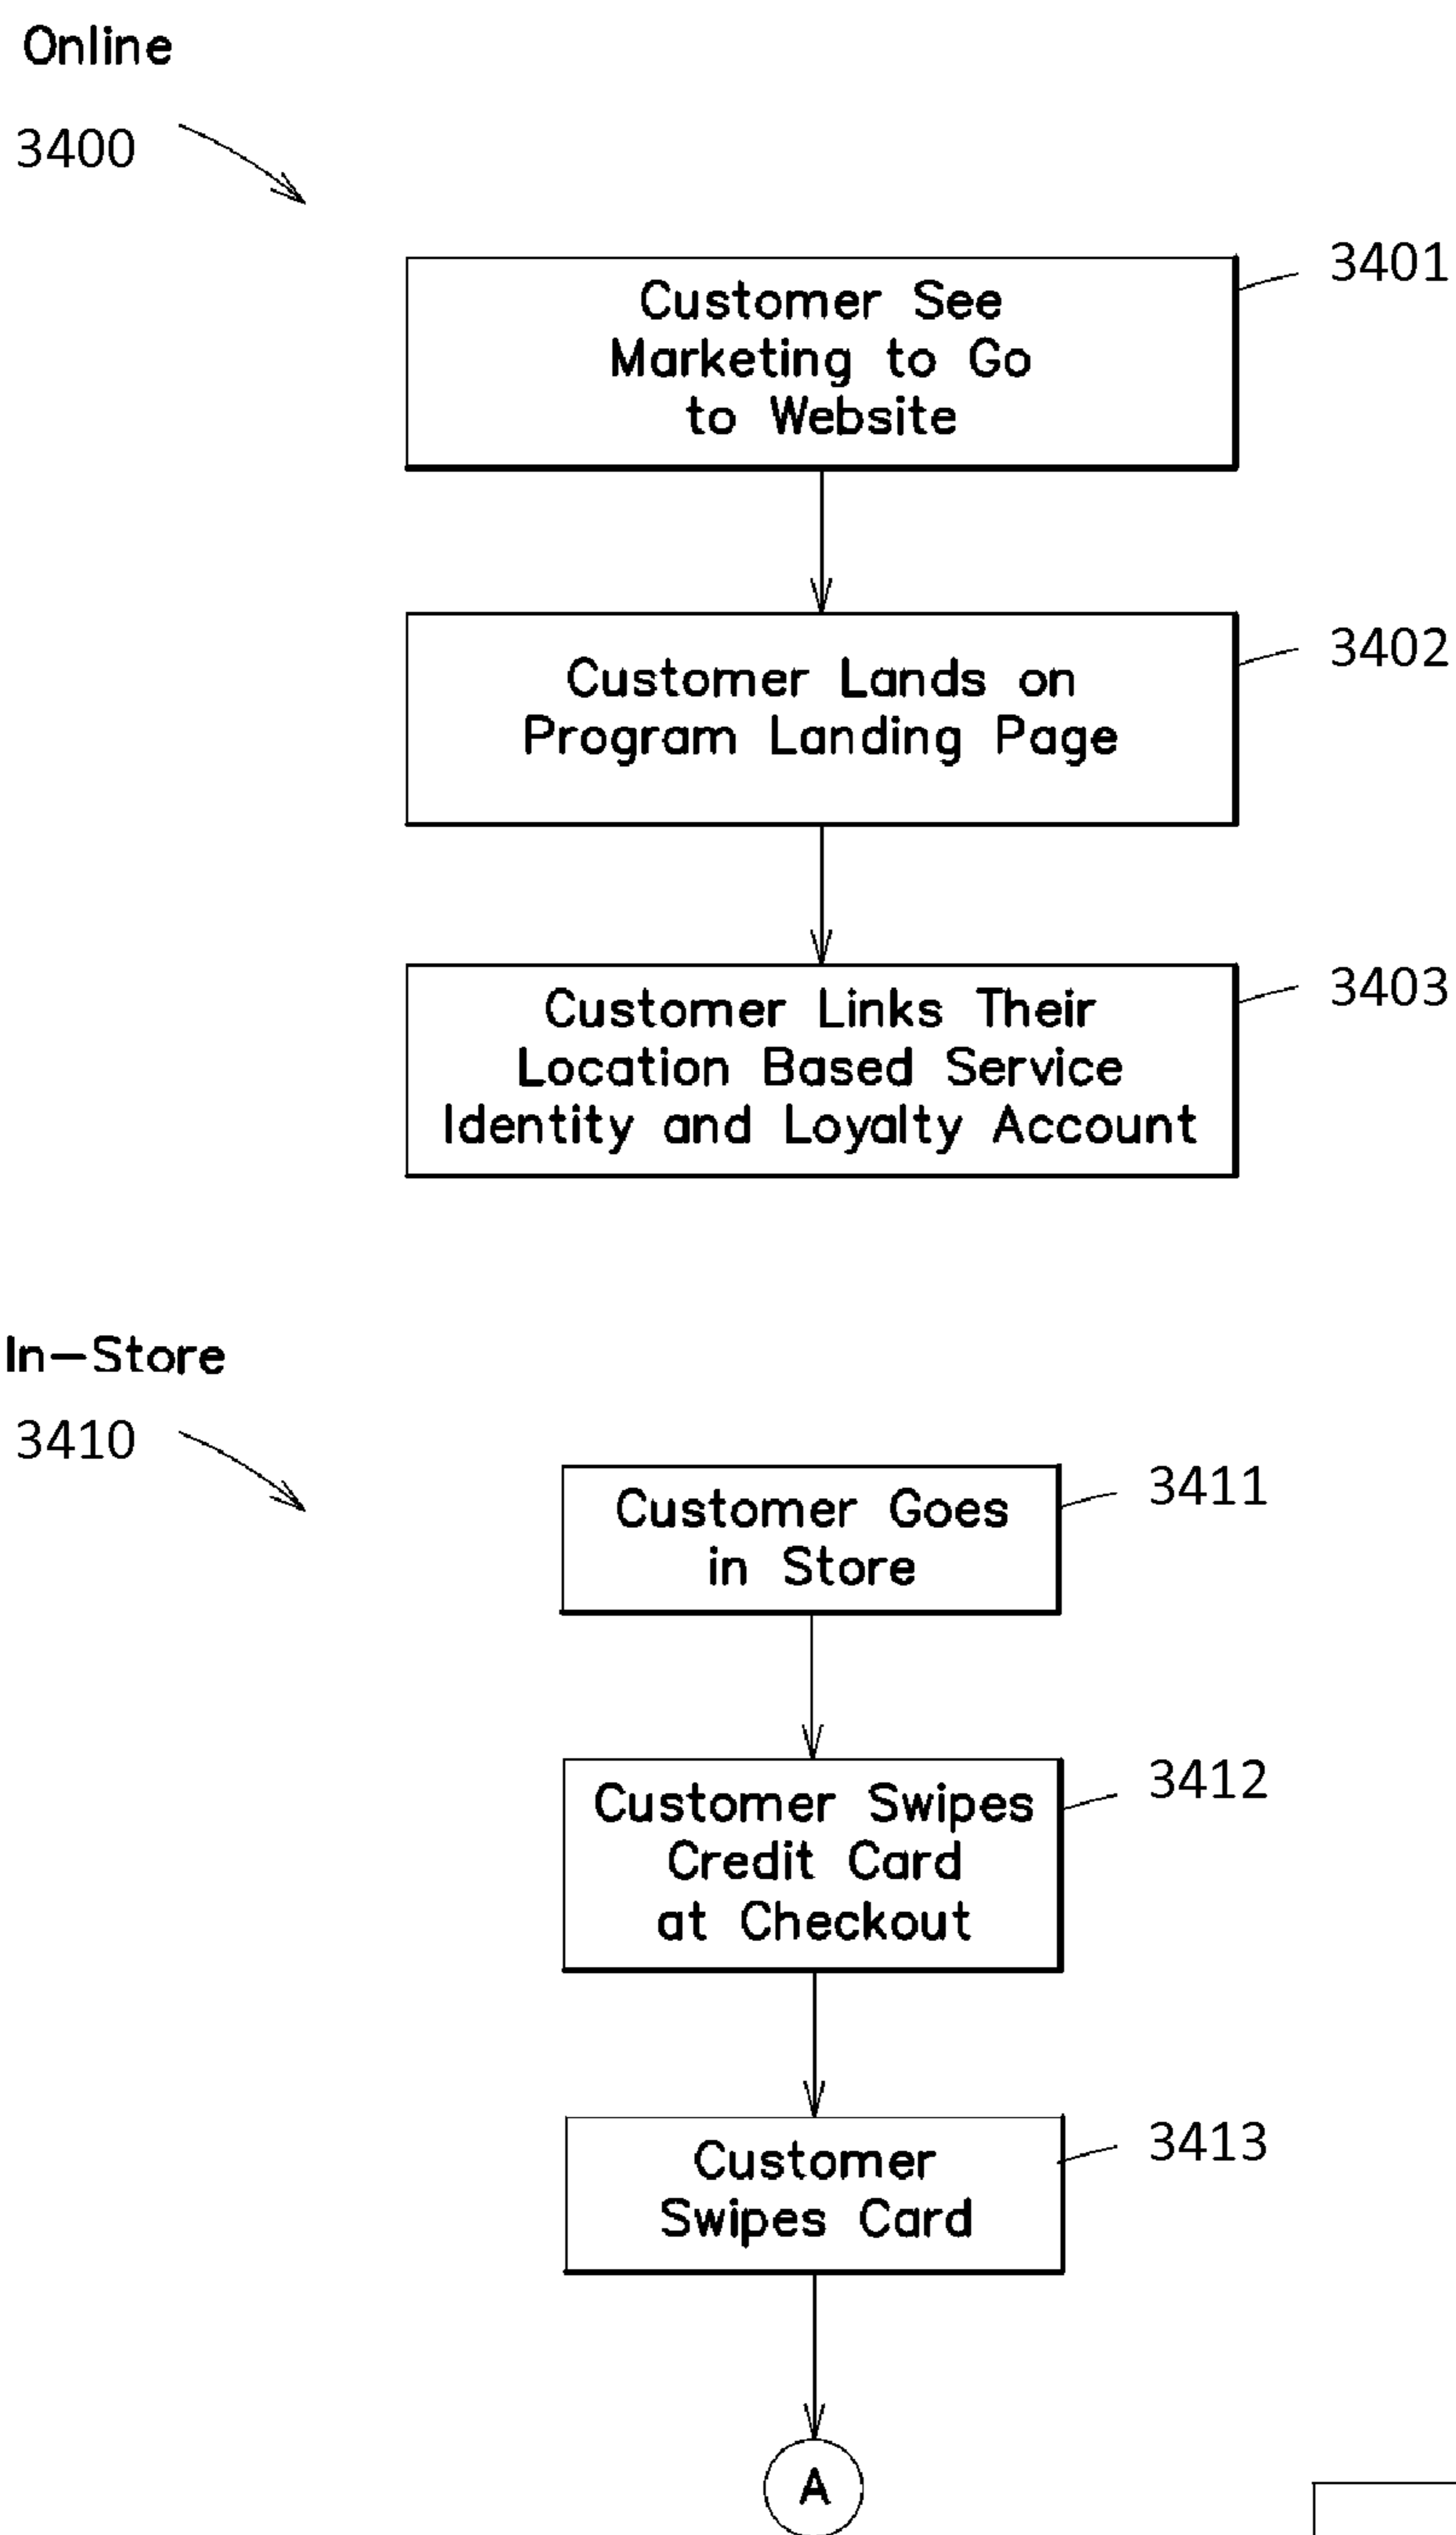 Online
3400
3401
Customer See
Marketing to Go
to Website
3402
Customer Lands on
Program Landing Page
3403
Customer Links Their
Location Based Service
Identity and Loyalty Account
In-Store
3410
3411
Customer Goes
in Store
3412
Customer Swipes
Credit Card
at Checkout
3413
Customer
Swipes Card
A